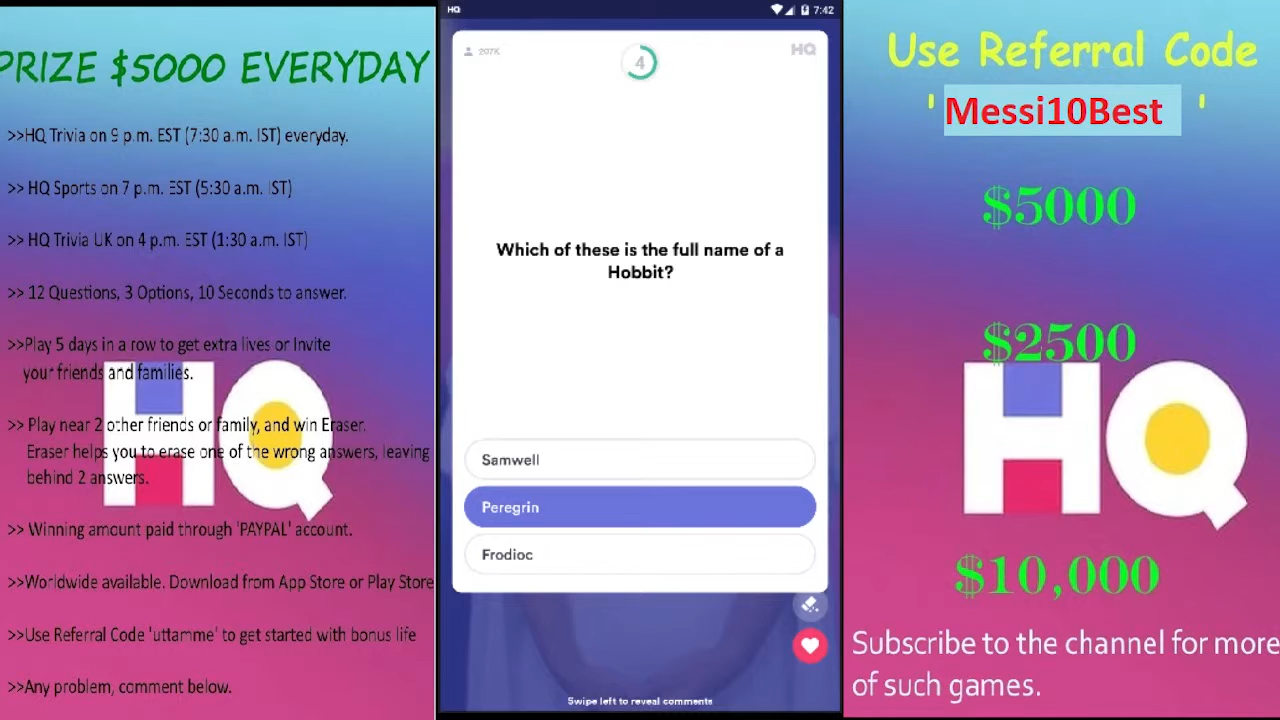 PRIZE $5000 EVERYDAY
>>HQ Trivia on 9 p.m. EST (7:30 a.m. IST) everyday.
>> HQ Sports on 7 p.m. EST (5:30 a.m. IST)
>> HQ Trivia UK on 4 p.m. EST (1:30 a.m. IST)
>> 12 Questions, 3 Options, 10 Seconds to answer.
>>Play 5 days in a row to get extra lives or Invite
your friends and families.
>> Play near 2 other friends or family, and win Eraser.
Eraser helps you to erase one of the wrong answers, leaving
behind 2 answers.
>> Winning amount paid through 'PAYPAL' account.
>>Worldwide available. Download from App Store or Play Store
>>Use Referral Code 'uttamme' to get started with bonus life
>>Any problem, comment below.
HQ
HQ
7:42
207K
4
HQ
Which of these is the full name of a
Hobbit?
Samwell
Peregrin
Frodioc
Swipe left to reveal comments
Use Referral Code
' Messi10Best '
$5000
$2500
HQ
$10,000
Subscribe to the channel for more
of such games.